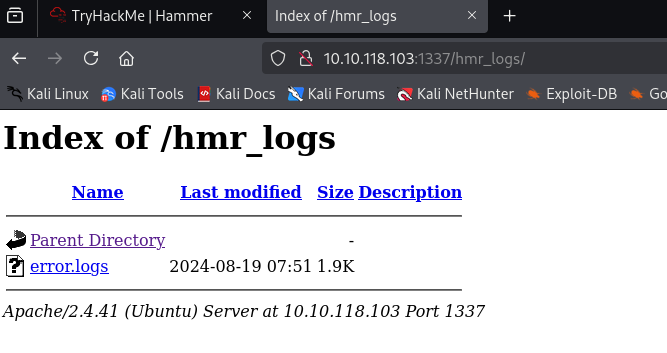 TryHackMe | Hammer
Index of /hmr_logs
10.10.118.103:1337/hmr_logs/
Kali Linux Kali Tools Kali Docs Kali Forums Kali NetHunter Exploit-DB Go
Index of /hmr_logs
Name Last modified Size Description
Parent Directory -
error.logs 2024-08-19 07:51 1.9K
Apache/2.4.41 (Ubuntu) Server at 10.10.118.103 Port 1337